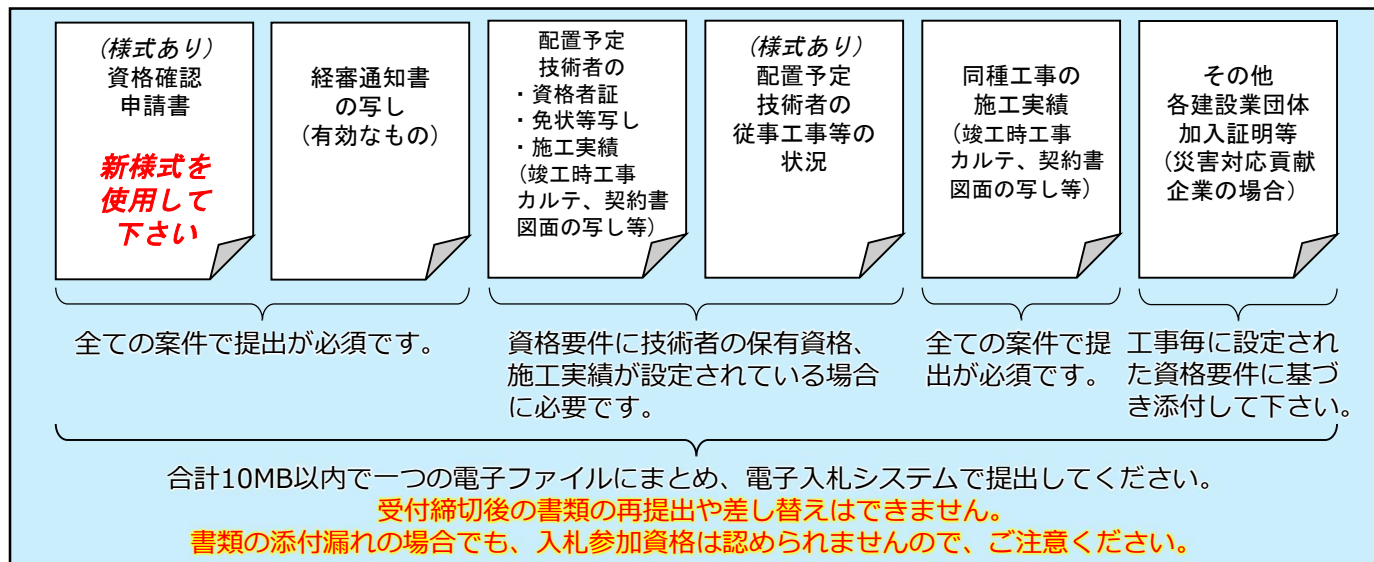 (様式あり)
資格確認
申請書
新様式を
使用して
下さい
経審通知書
の写し
(有効なもの)
配置予定
技術者の
・資格者証
・免状等写し
・施工実績
(竣工時工事
カルテ、契約書
図面の写し等)
(様式あり)
配置予定
技術者の
従事工事等の
状況
同種工事の
施工実績
(竣工時工事
カルテ、契約書
図面の写し等)
その他
各建設業団体
加入証明等
(災害対応貢献
企業の場合)
全ての案件で提出が必須です。
資格要件に技術者の保有資格、
施工実績が設定されている場合
に必要です。
全ての案件で提
出が必須です。
工事毎に設定され
た資格要件に基づ
き添付して下さい。
合計10MB以内で一つの電子ファイルにまとめ、電子入札システムで提出してください。
受付締切後の書類の再提出や差し替えはできません。
書類の添付漏れの場合でも、入札参加資格は認められませんので、ご注意ください。